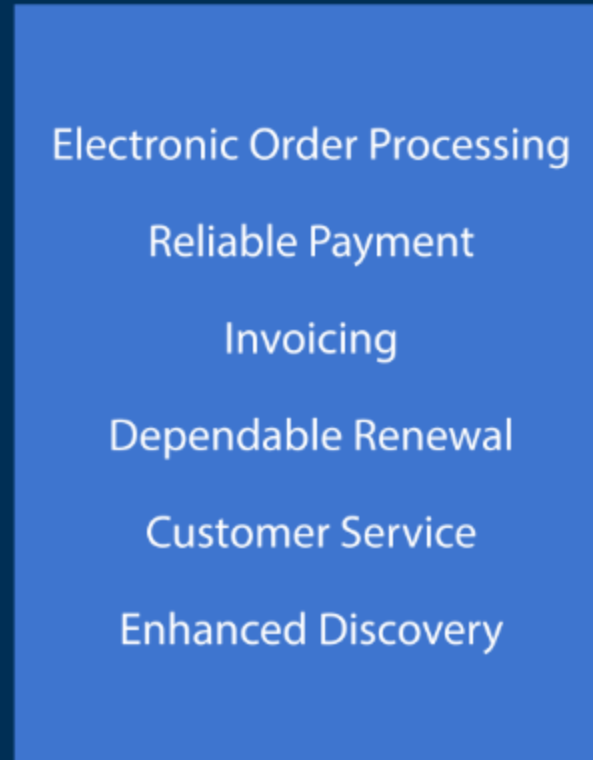 Electronic Order Processing
Reliable Payment
Invoicing
Dependable Renewal
Customer Service
Enhanced Discovery